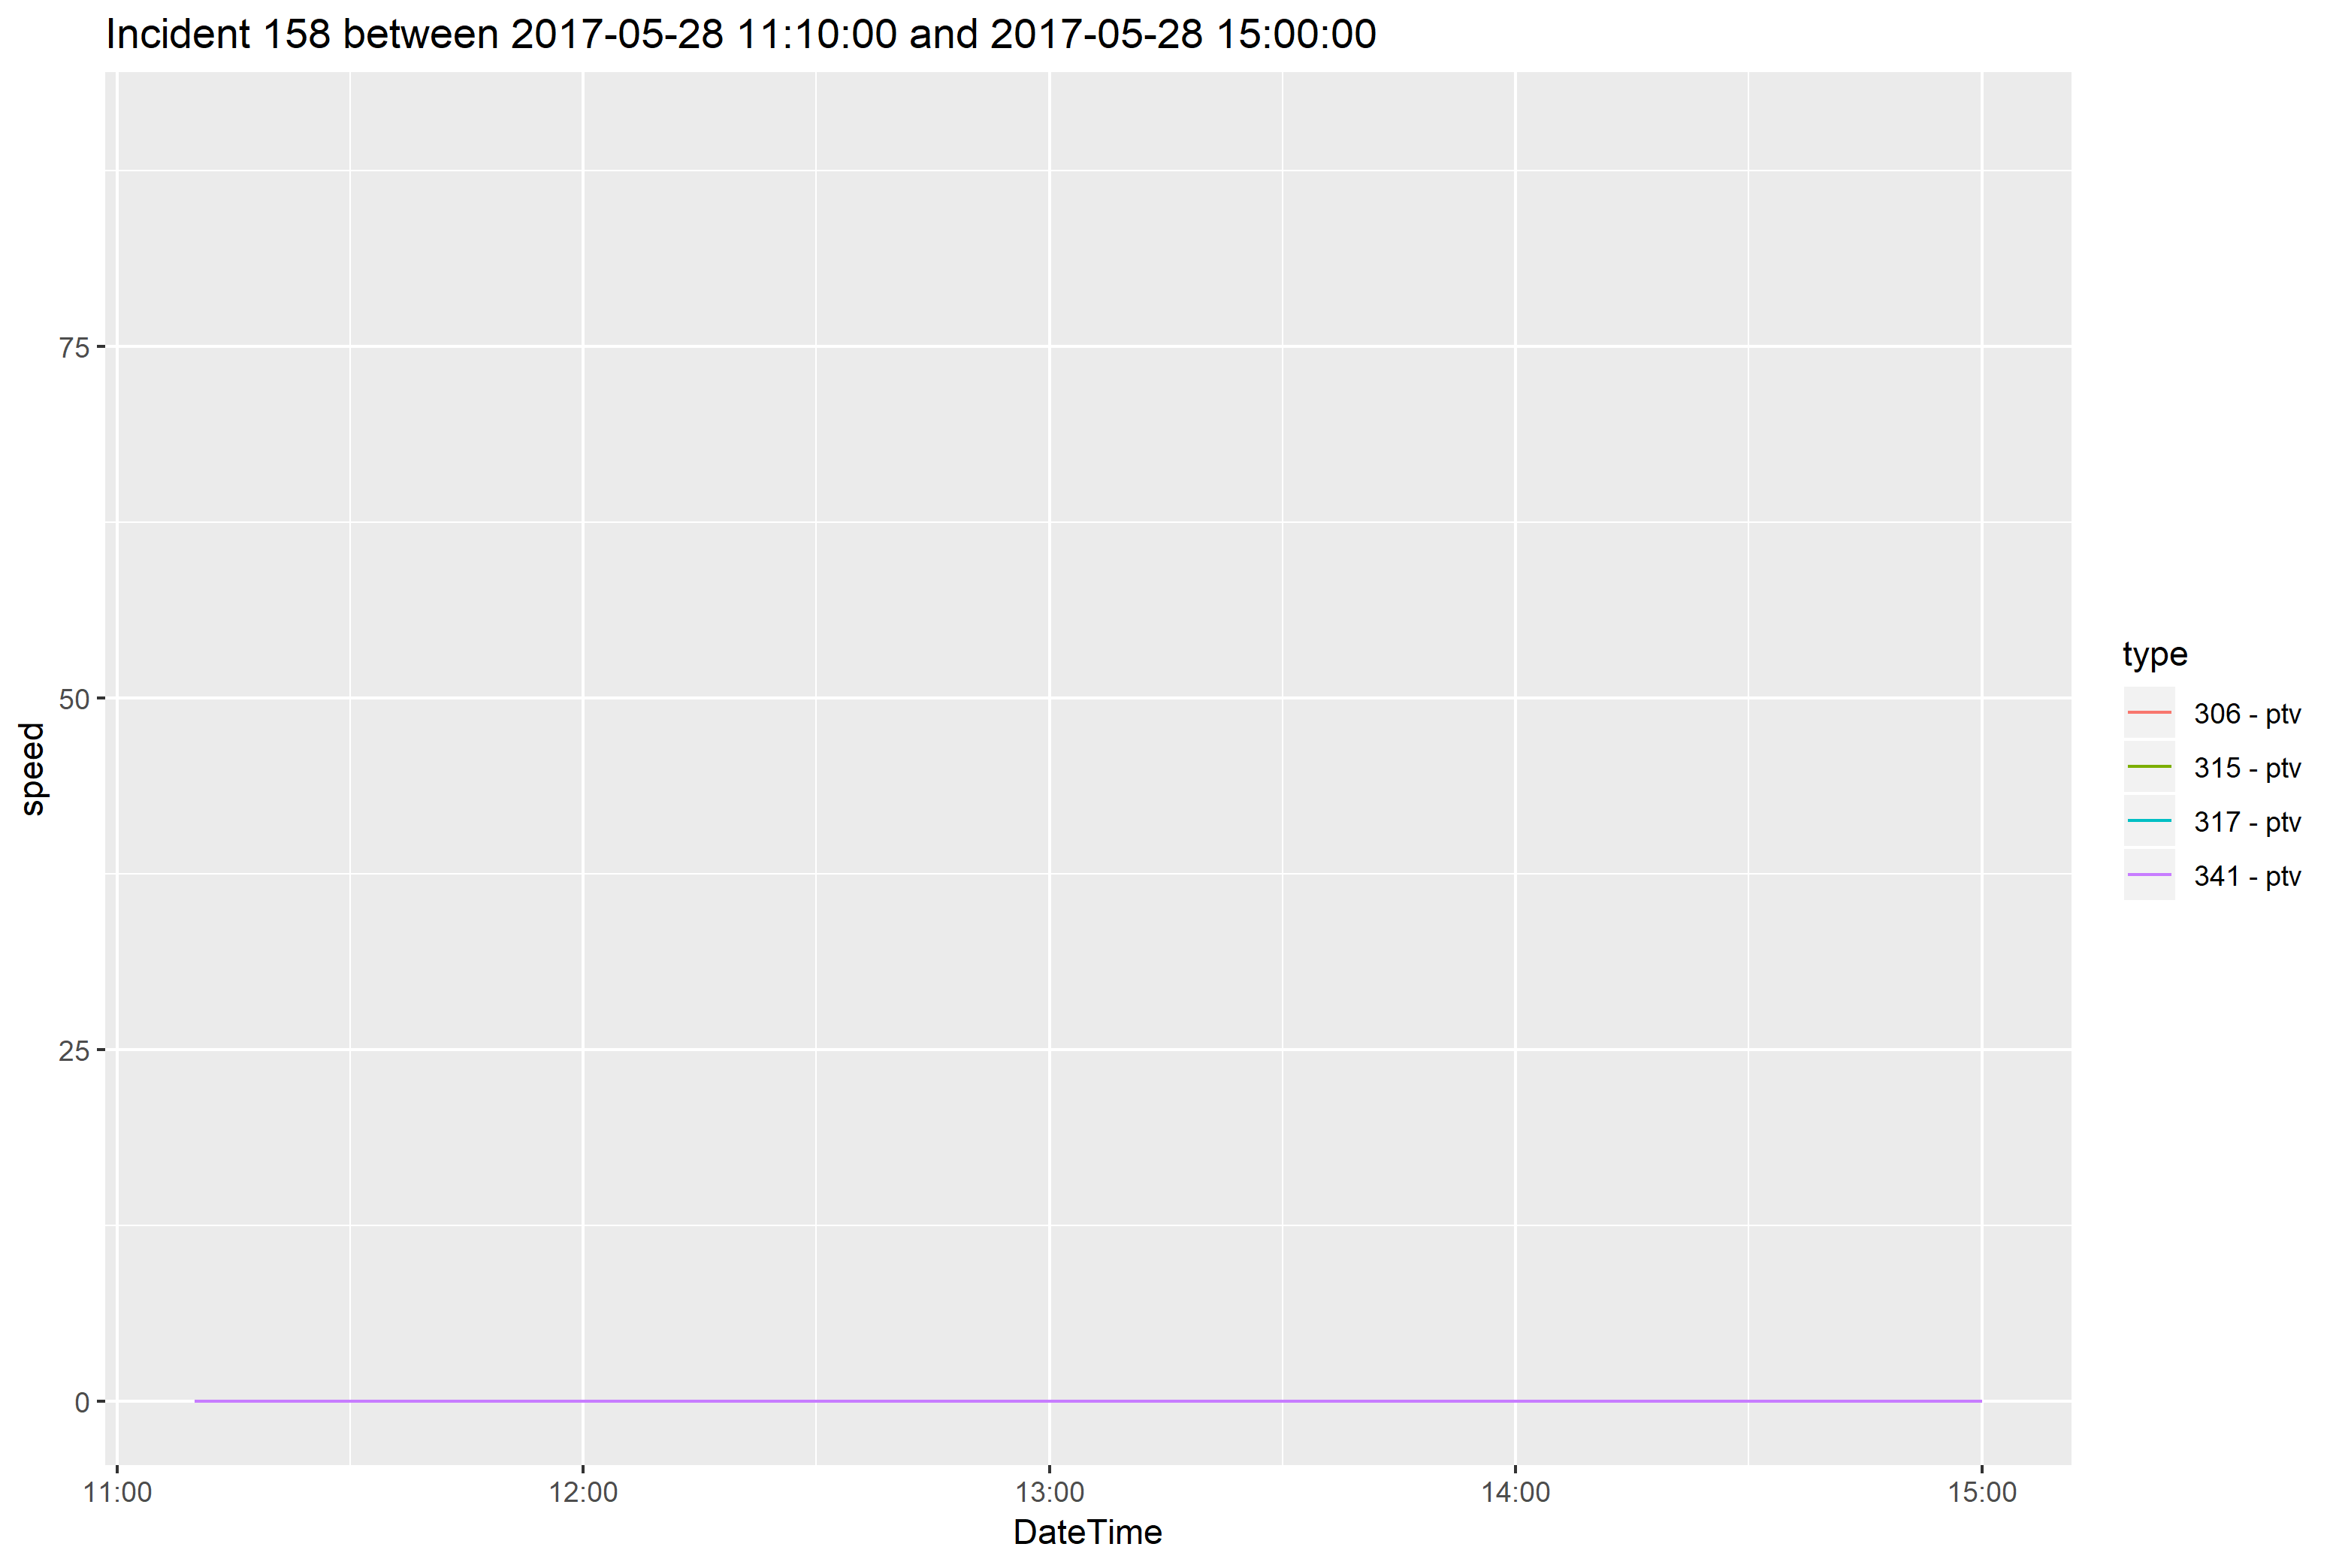 Incident 158 between 2017-05-28 11:10:00 and 2017-05-28 15:00:00
75
50
25
0
speed
11:00 12:00 13:00 14:00 15:00
DateTime
type
306 - ptv
315 - ptv
317 - ptv
341 - ptv